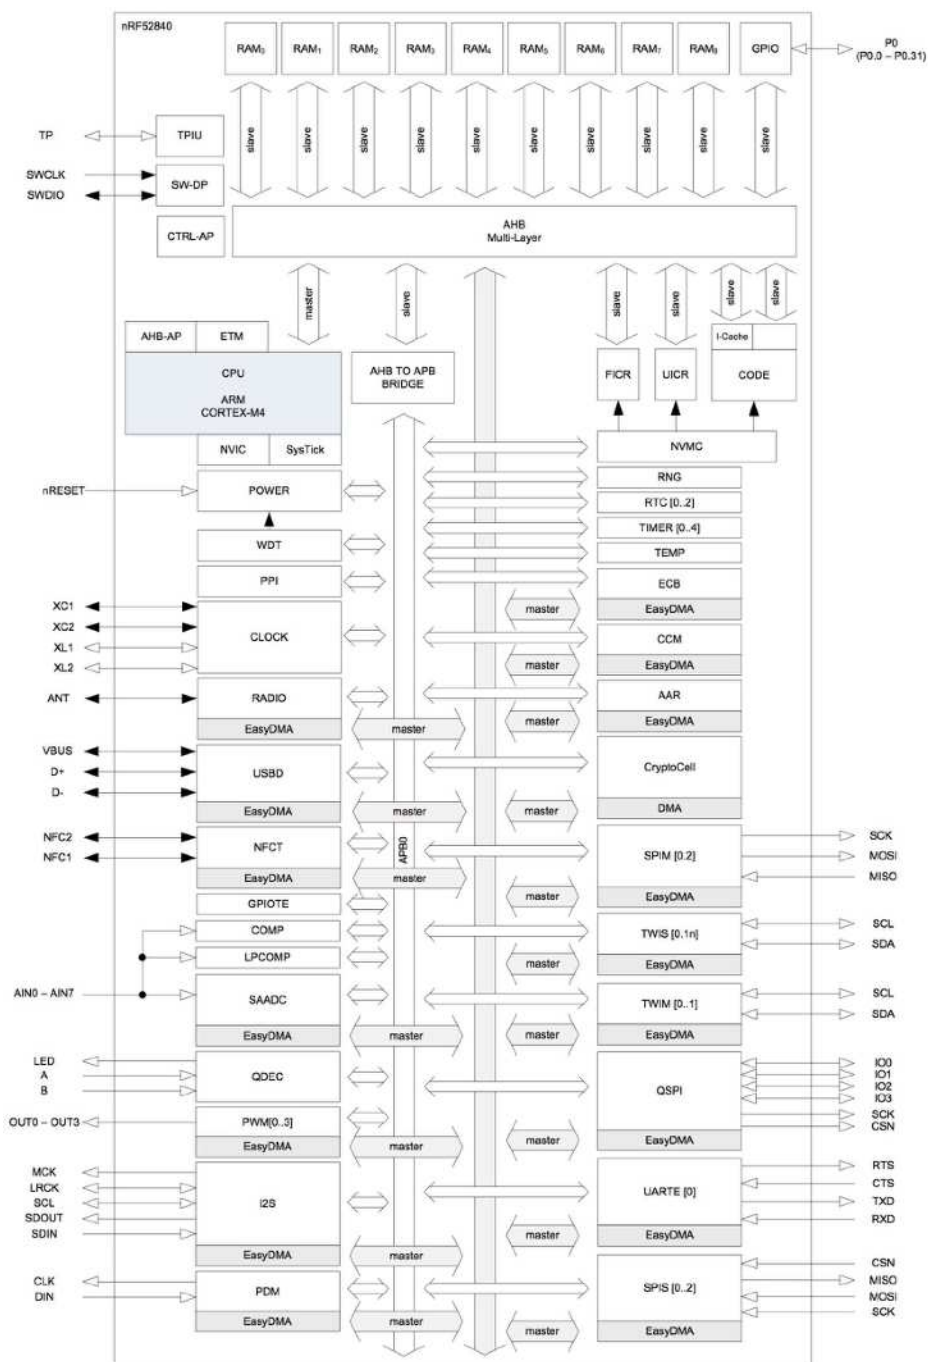 nRF52840
RAM0 RAM1 RAM2 RAM3 RAM4 RAM5 RAM6 RAM7 RAM8 GPIO
P0
(P0.0 – P0.31)
slave slave slave slave slave slave slave slave slave slave
TP
TPIU
SWCLK
SWDIO
SW-DP
CTRL-AP
AHB
Multi-Layer
master
slave
slave
slave
slave
slave
AHB-AP
ETM
CPU
ARM
CORTEX-M4
NVIC
SysTick
AHB TO APB
BRIDGE
FICR
UICR
I-Cache
CODE
NVMC
nRESET
POWER
WDT
PPI
XC1
XC2
XL1
XL2
CLOCK
ANT
RADIO
EasyDMA
master
VBUS
D+
D-
USBD
EasyDMA
master
NFC2
NFC1
NFCT
EasyDMA
master
APB0
GPIOTE
COMP
LPCOMP
AIN0 – AIN7
SAADC
EasyDMA
master
LED
A
B
QDEC
OUT0 – OUT3
PWM[0..3]
EasyDMA
master
MCK
LRCK
SCL
SDOUT
SDIN
I2S
EasyDMA
master
CLK
DIN
PDM
EasyDMA
master
RNG
RTC [0..2]
TIMER [0..4]
TEMP
ECB
master
EasyDMA
CCM
master
EasyDMA
AAR
master
EasyDMA
CryptoCell
master
DMA
SPIM [0.2]
SCK
MOSI
MISO
master
EasyDMA
TWIS [0.1n]
SCL
SDA
master
EasyDMA
TWIM [0..1]
SCL
SDA
master
EasyDMA
QSPI
IO0
IO1
IO2
IO3
SCK
CSN
master
EasyDMA
UARTE [0]
RTS
CTS
TXD
RXD
master
EasyDMA
SPIS [0..2]
CSN
MISO
MOSI
SCK
master
EasyDMA